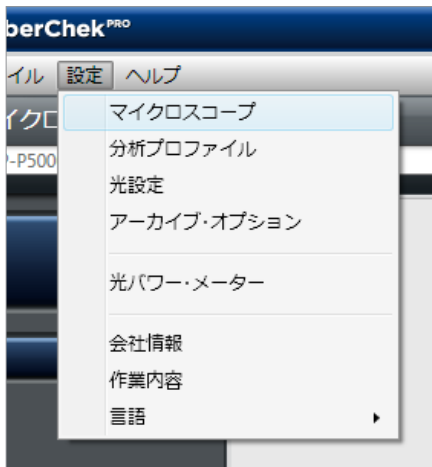 berChek PRO
イル 設定 ヘルプ
マイクロスコープ
-P500
分析プロファイル
光設定
アーカイブ・オプション
光パワー・メーター
会社情報
作業内容
言語